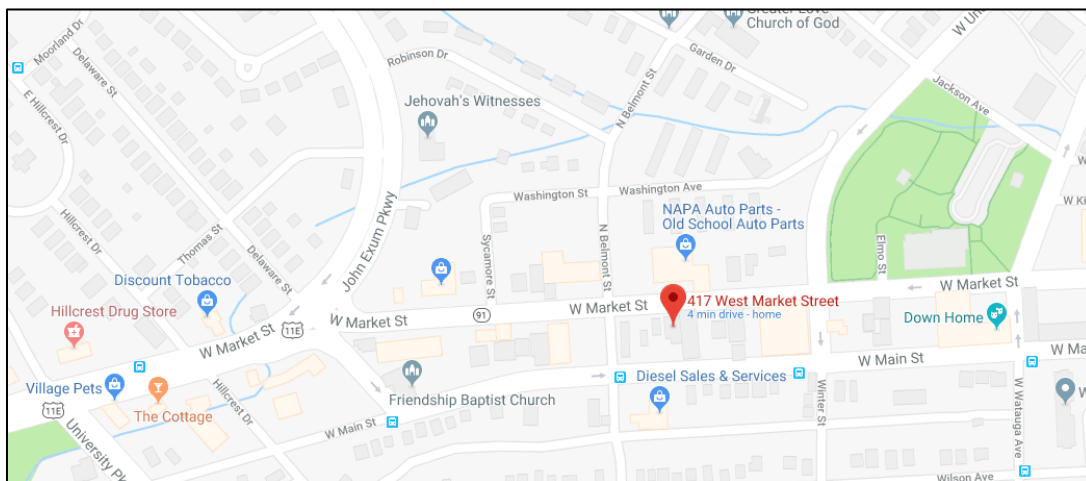 Moorland Dr
Delaware St
E Hillcrest Dr
Robinson Dr
Jehovah's Witnesses
N Belmont St
Greater Love
Church of God
Garden Dr
Jackson Ave
Washington St
Washington Ave
NAPA Auto Parts -
Old School Auto Parts
Hillcrest Dr
Thomas St
Delaware St
John Exum Pkwy
Sycamore St
N Belmont St
Elmo St
Discount Tobacco
Hillcrest Drug Store
W Market St
11E
W Market St
91
W Market St
417 West Market Street
4 min drive - home
W Market St
Down Home
W Main St
Village Pets
The Cottage
11E
University
Hillcrest Dr
Friendship Baptist Church
Diesel Sales & Services
W Main St
Winter St
W Watauga Ave
Wilson Ave